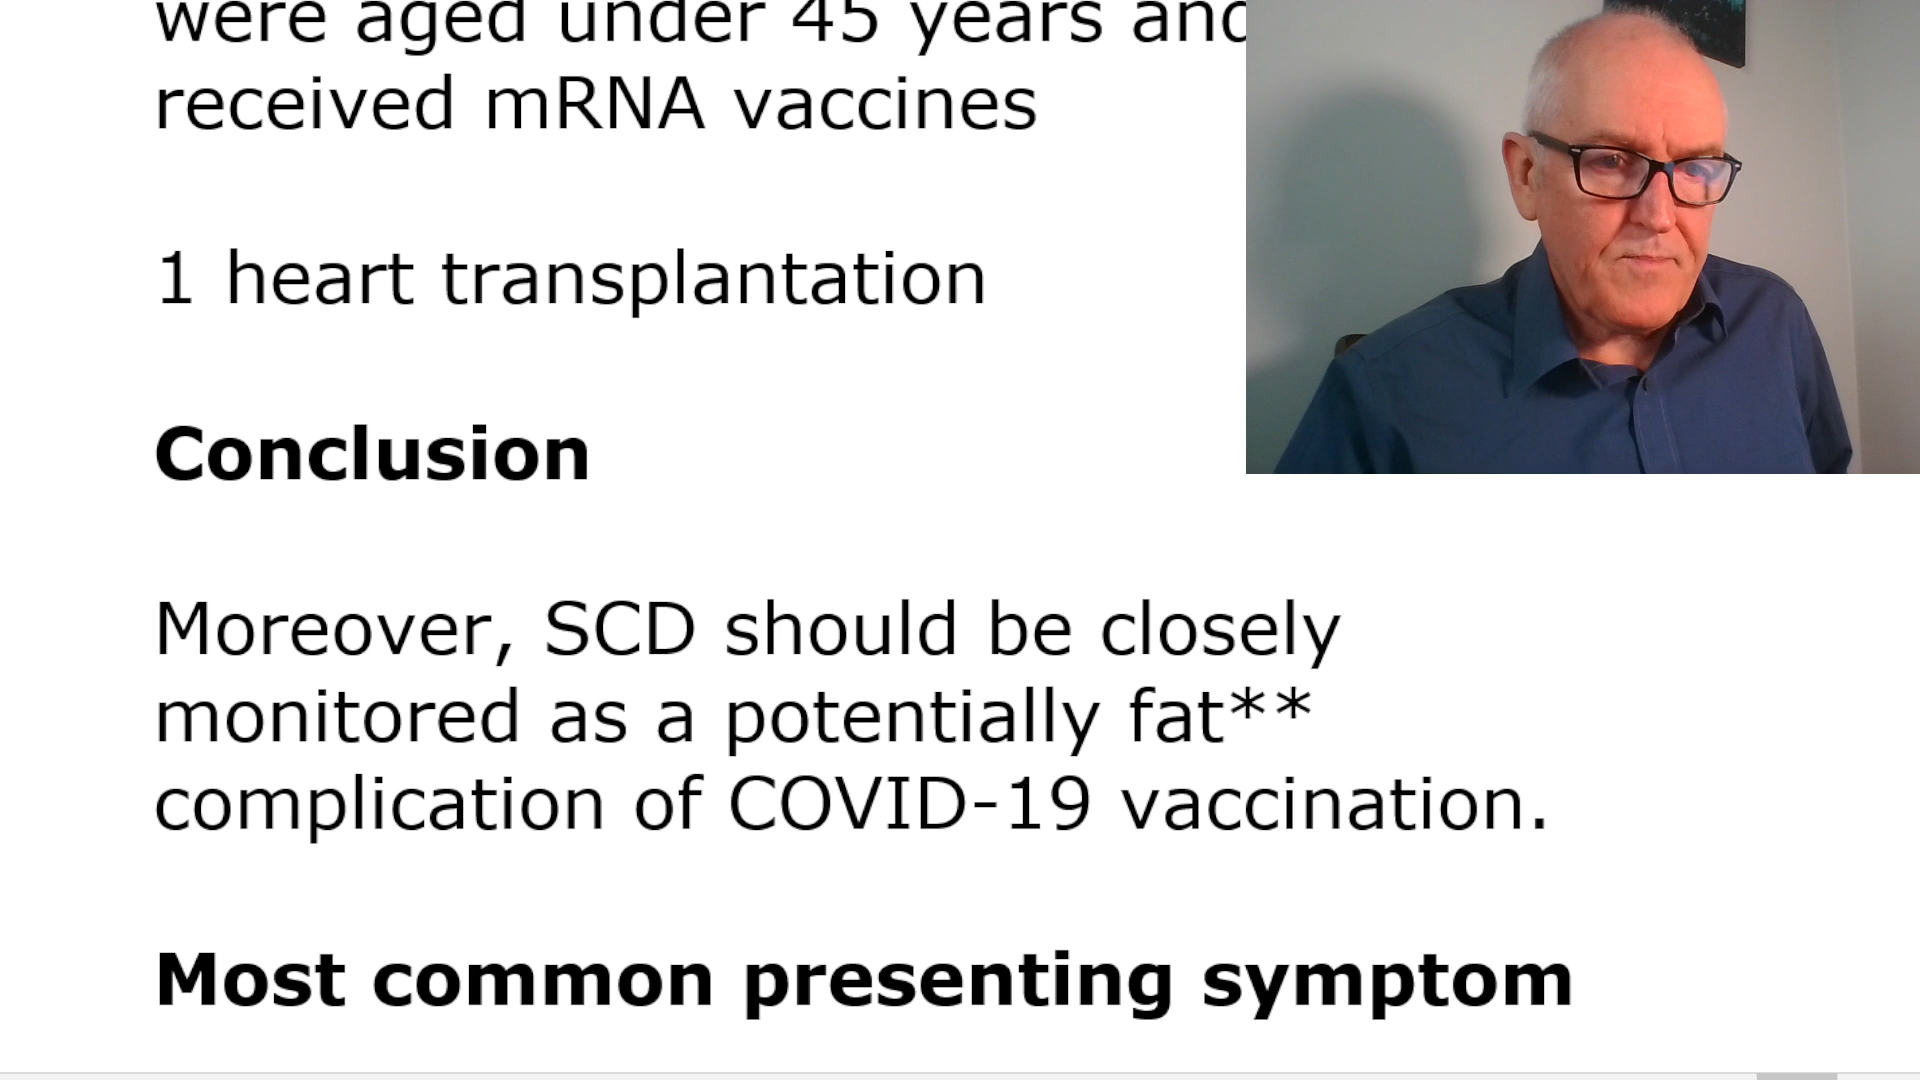 were aged under 45 years and
received mRNA vaccines
1 heart transplantation
Conclusion
Moreover, SCD should be closely
monitored as a potentially fat**
complication of COVID-19 vaccination.
Most common presenting symptom